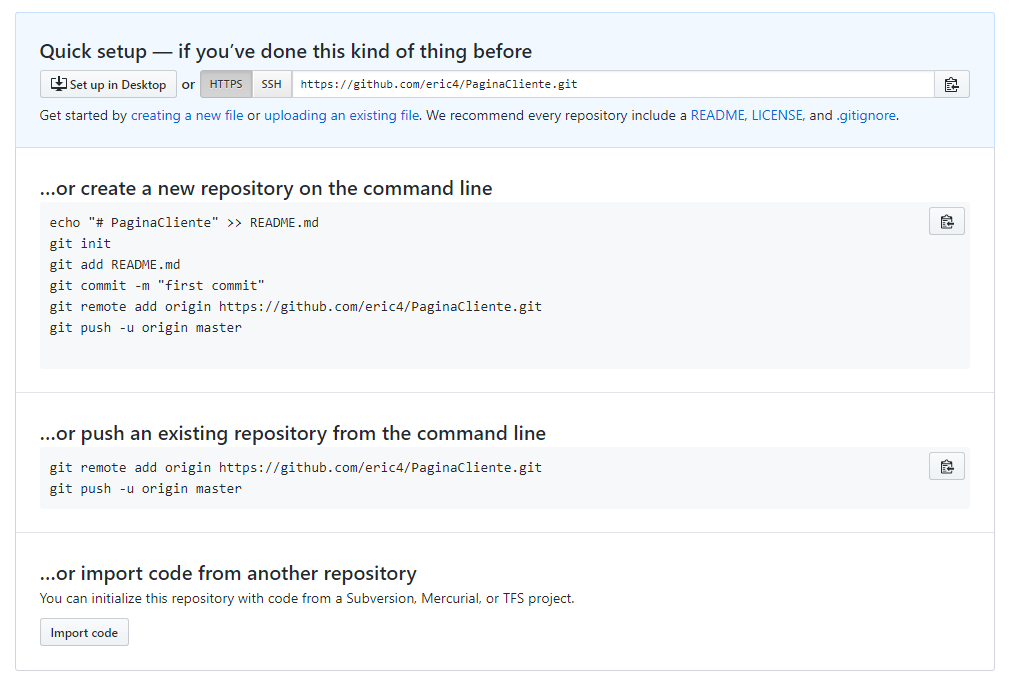 Quick setup — if you’ve done this kind of thing before
Set up in Desktop or HTTPS SSH https://github.com/eric4/PaginaCliente.git
Get started by creating a new file or uploading an existing file. We recommend every repository include a README, LICENSE, and .gitignore.
…or create a new repository on the command line
echo "# PaginaCliente" >> README.md
git init
git add README.md
git commit -m "first commit"
git remote add origin https://github.com/eric4/PaginaCliente.git
git push -u origin master
…or push an existing repository from the command line
git remote add origin https://github.com/eric4/PaginaCliente.git
git push -u origin master
…or import code from another repository
You can initialize this repository with code from a Subversion, Mercurial, or TFS project.
Import code